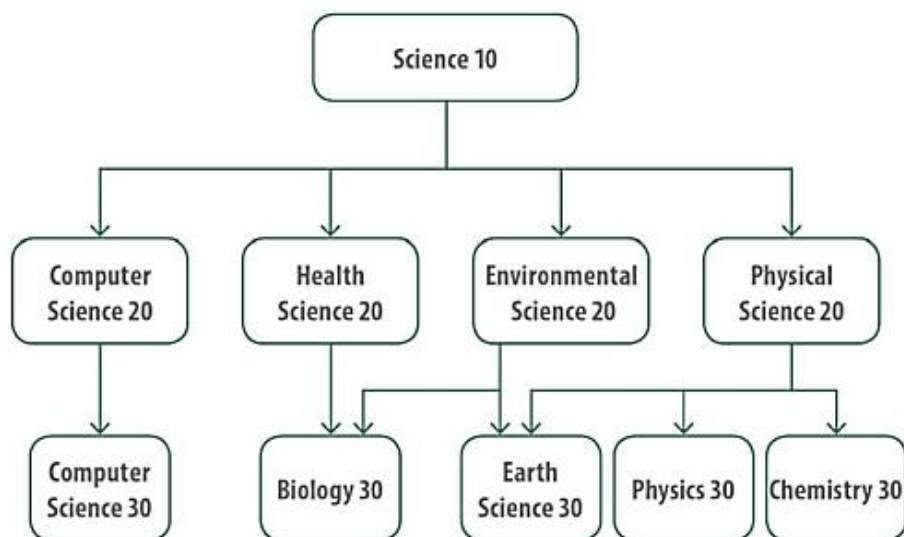 Science 10
Computer
Science 20
Health
Science 20
Environmental
Science 20
Physical
Science 20
Computer
Science 30
Biology 30
Earth
Science 30
Physics 30
Chemistry 30